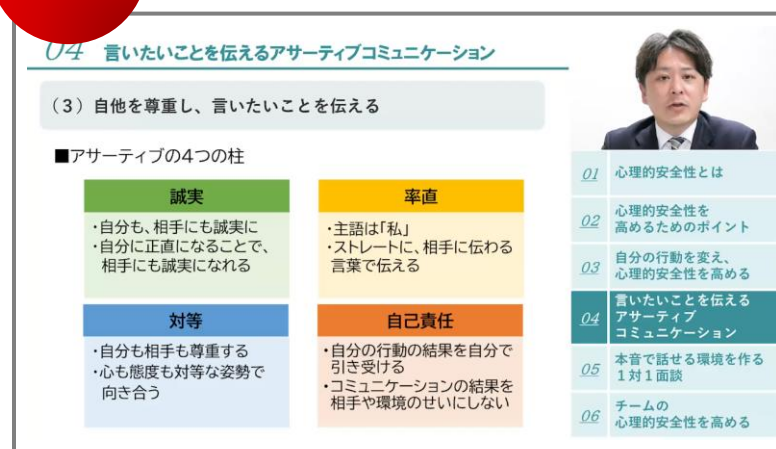 04 言いたいことを伝えるアサーティブコミュニケーション
（3）自他を尊重し、言いたいことを伝える
■アサーティブの4つの柱
誠実
・自分も、相手にも誠実に
・自分に正直になることで、
相手にも誠実になれる
率直
・主語は「私」
・ストレートに、相手に伝わる
言葉で伝える
対等
・自分も相手も尊重する
・心も態度も対等な姿勢で
向き合う
自己責任
・自分の行動の結果を自分で
引き受ける
・コミュニケーションの結果を
相手や環境のせいにしない
01 心理的安全性とは
02 心理的安全性を
高めるためのポイント
03 自分の行動を変え、
心理的安全性を高める
04 言いたいことを伝える
アサーティブ
コミュニケーション
05 本音で話せる環境を作る
1対1面談
06 チームの
心理的安全性を高める